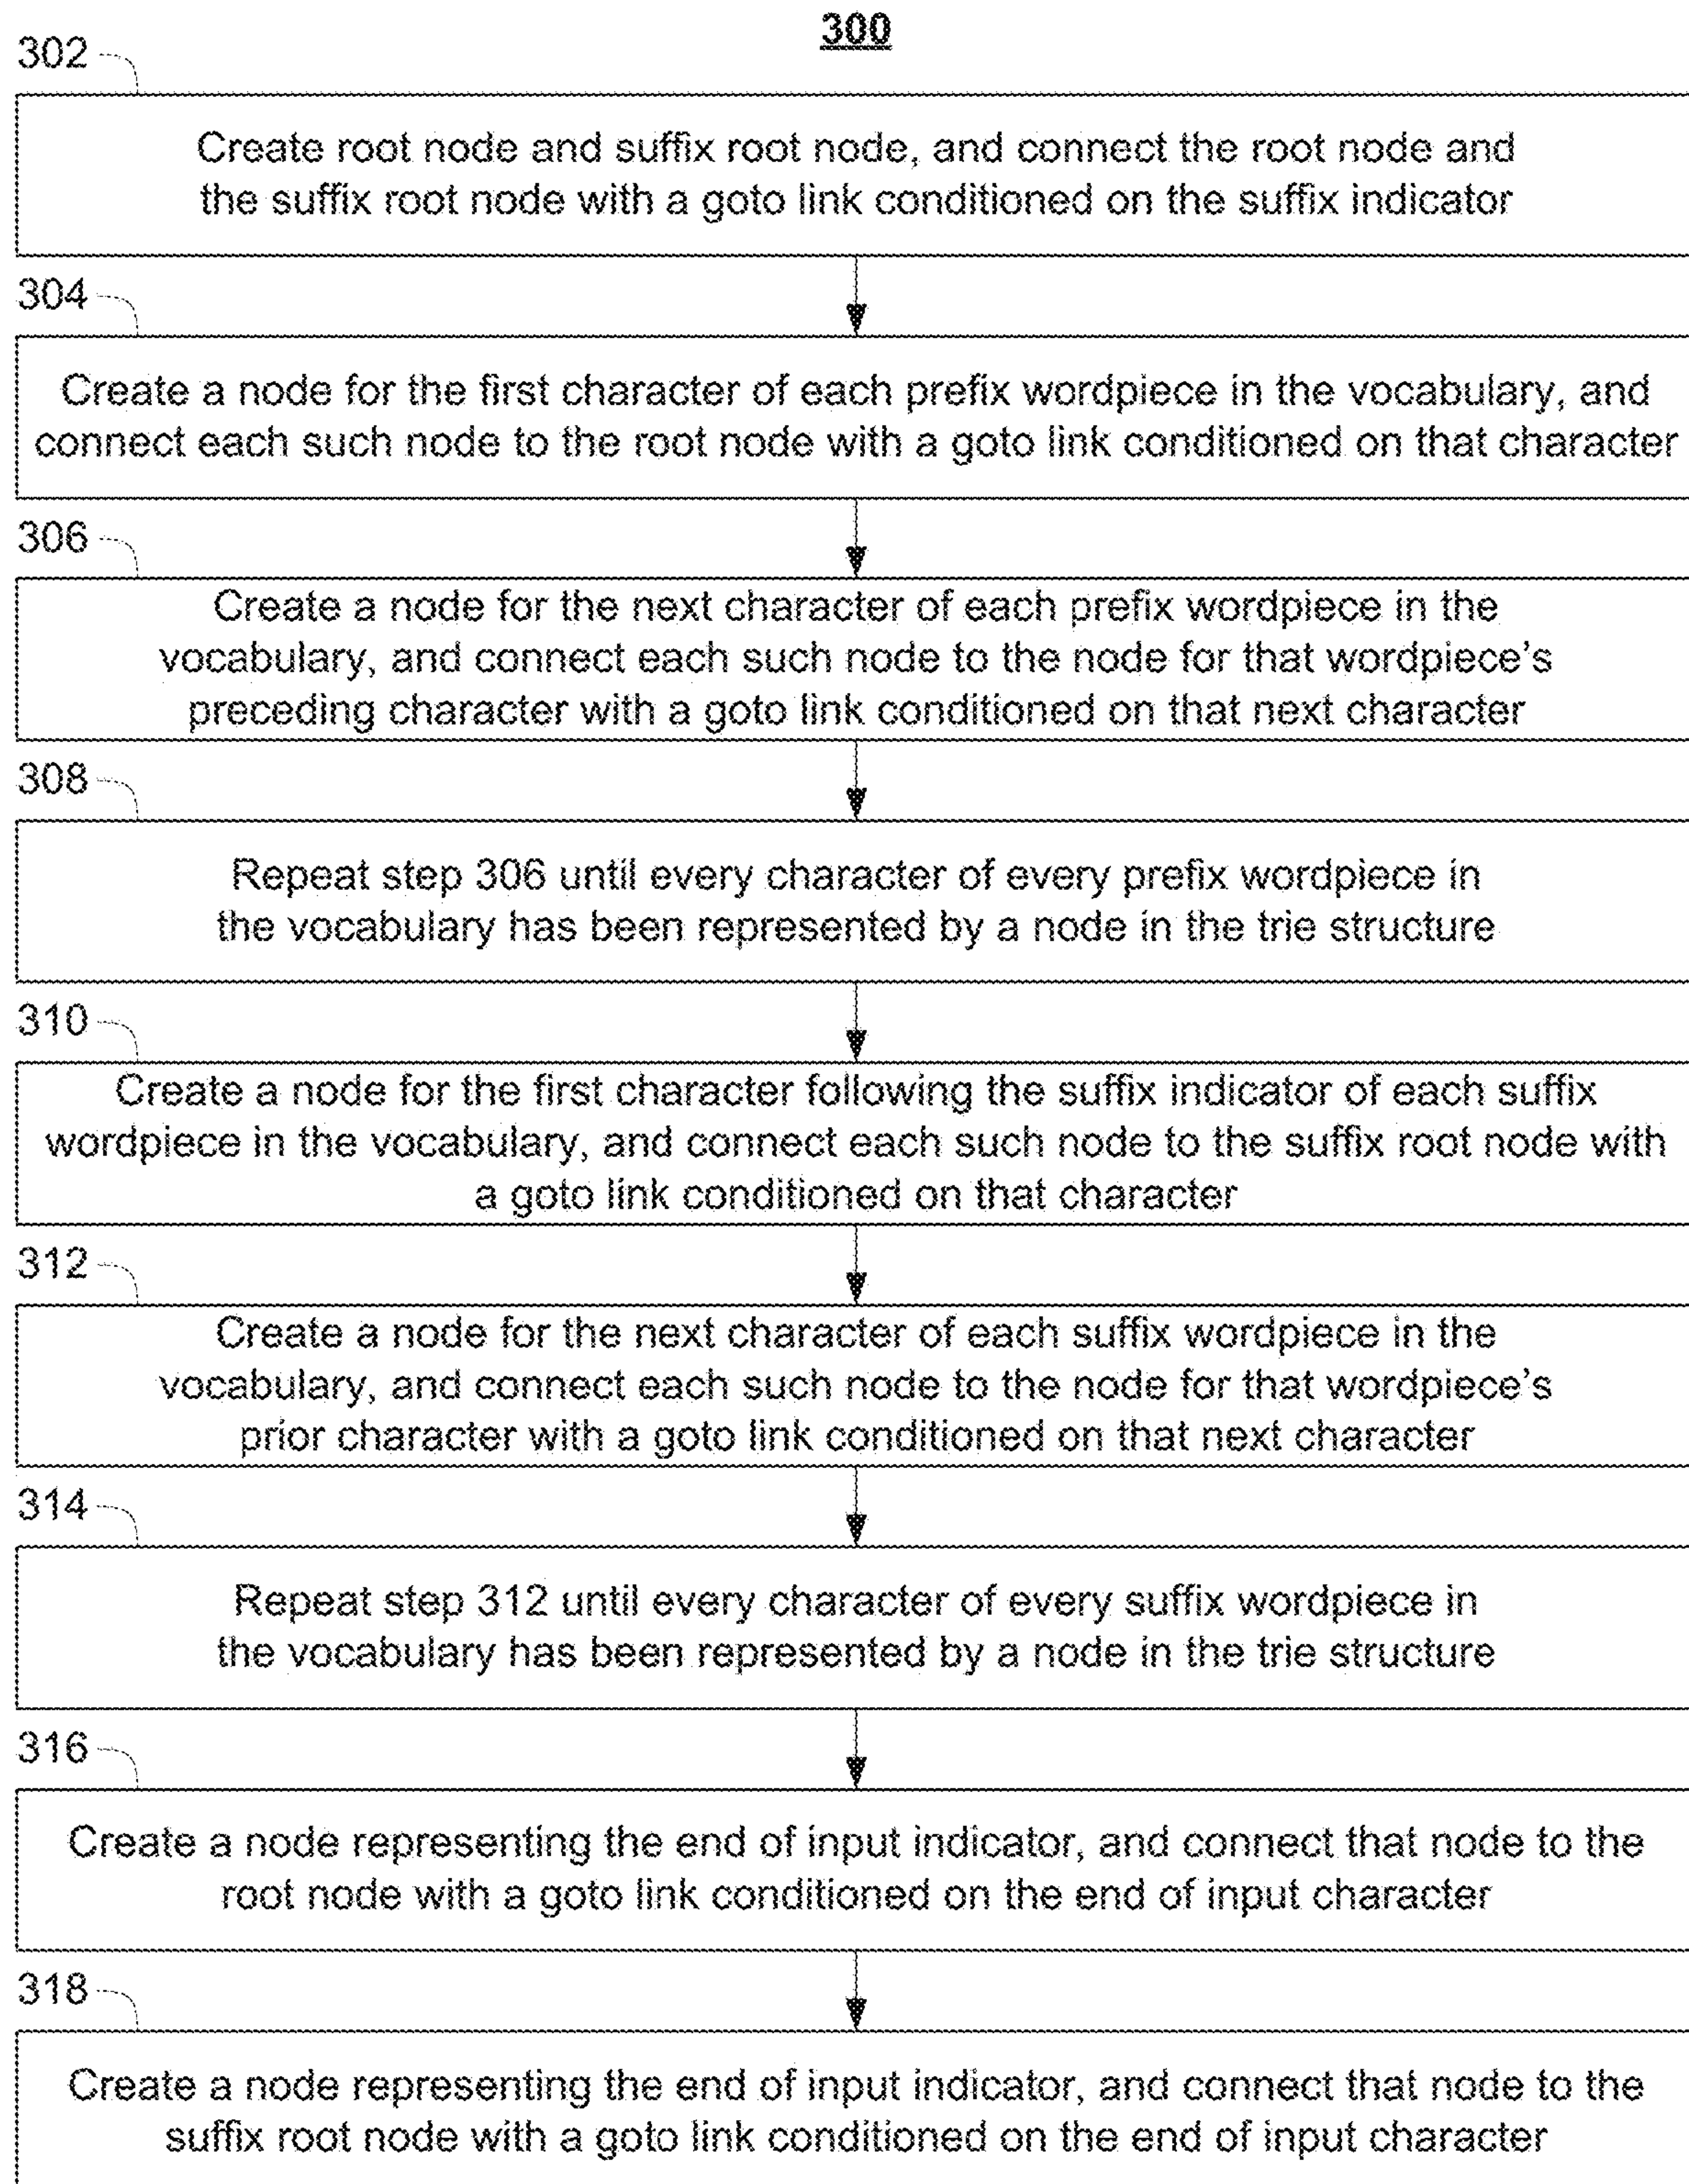 300
302
Create root node and suffix root node, and connect the root node and
the suffix root node with a goto link conditioned on the suffix indicator
304
Create a node for the first character of each prefix wordpiece in the vocabulary, and
connect each such node to the root node with a goto link conditioned on that character
306
Create a node for the next character of each prefix wordpiece in the
vocabulary, and connect each such node to the node for that wordpiece's
preceding character with a goto link conditioned on that next character
308
Repeat step 306 until every character of every prefix wordpiece in
the vocabulary has been represented by a node in the trie structure
310
Create a node for the first character following the suffix indicator of each suffix
wordpiece in the vocabulary, and connect each such node to the suffix root node with
a goto link conditioned on that character
312
Create a node for the next character of each suffix wordpiece in the
vocabulary, and connect each such node to the node for that wordpiece's
prior character with a goto link conditioned on that next character
314
Repeat step 312 until every character of every suffix wordpiece in
the vocabulary has been represented by a node in the trie structure
316
Create a node representing the end of input indicator, and connect that node to the
root node with a goto link conditioned on the end of input character
318
Create a node representing the end of input indicator, and connect that node to the
suffix root node with a goto link conditioned on the end of input character